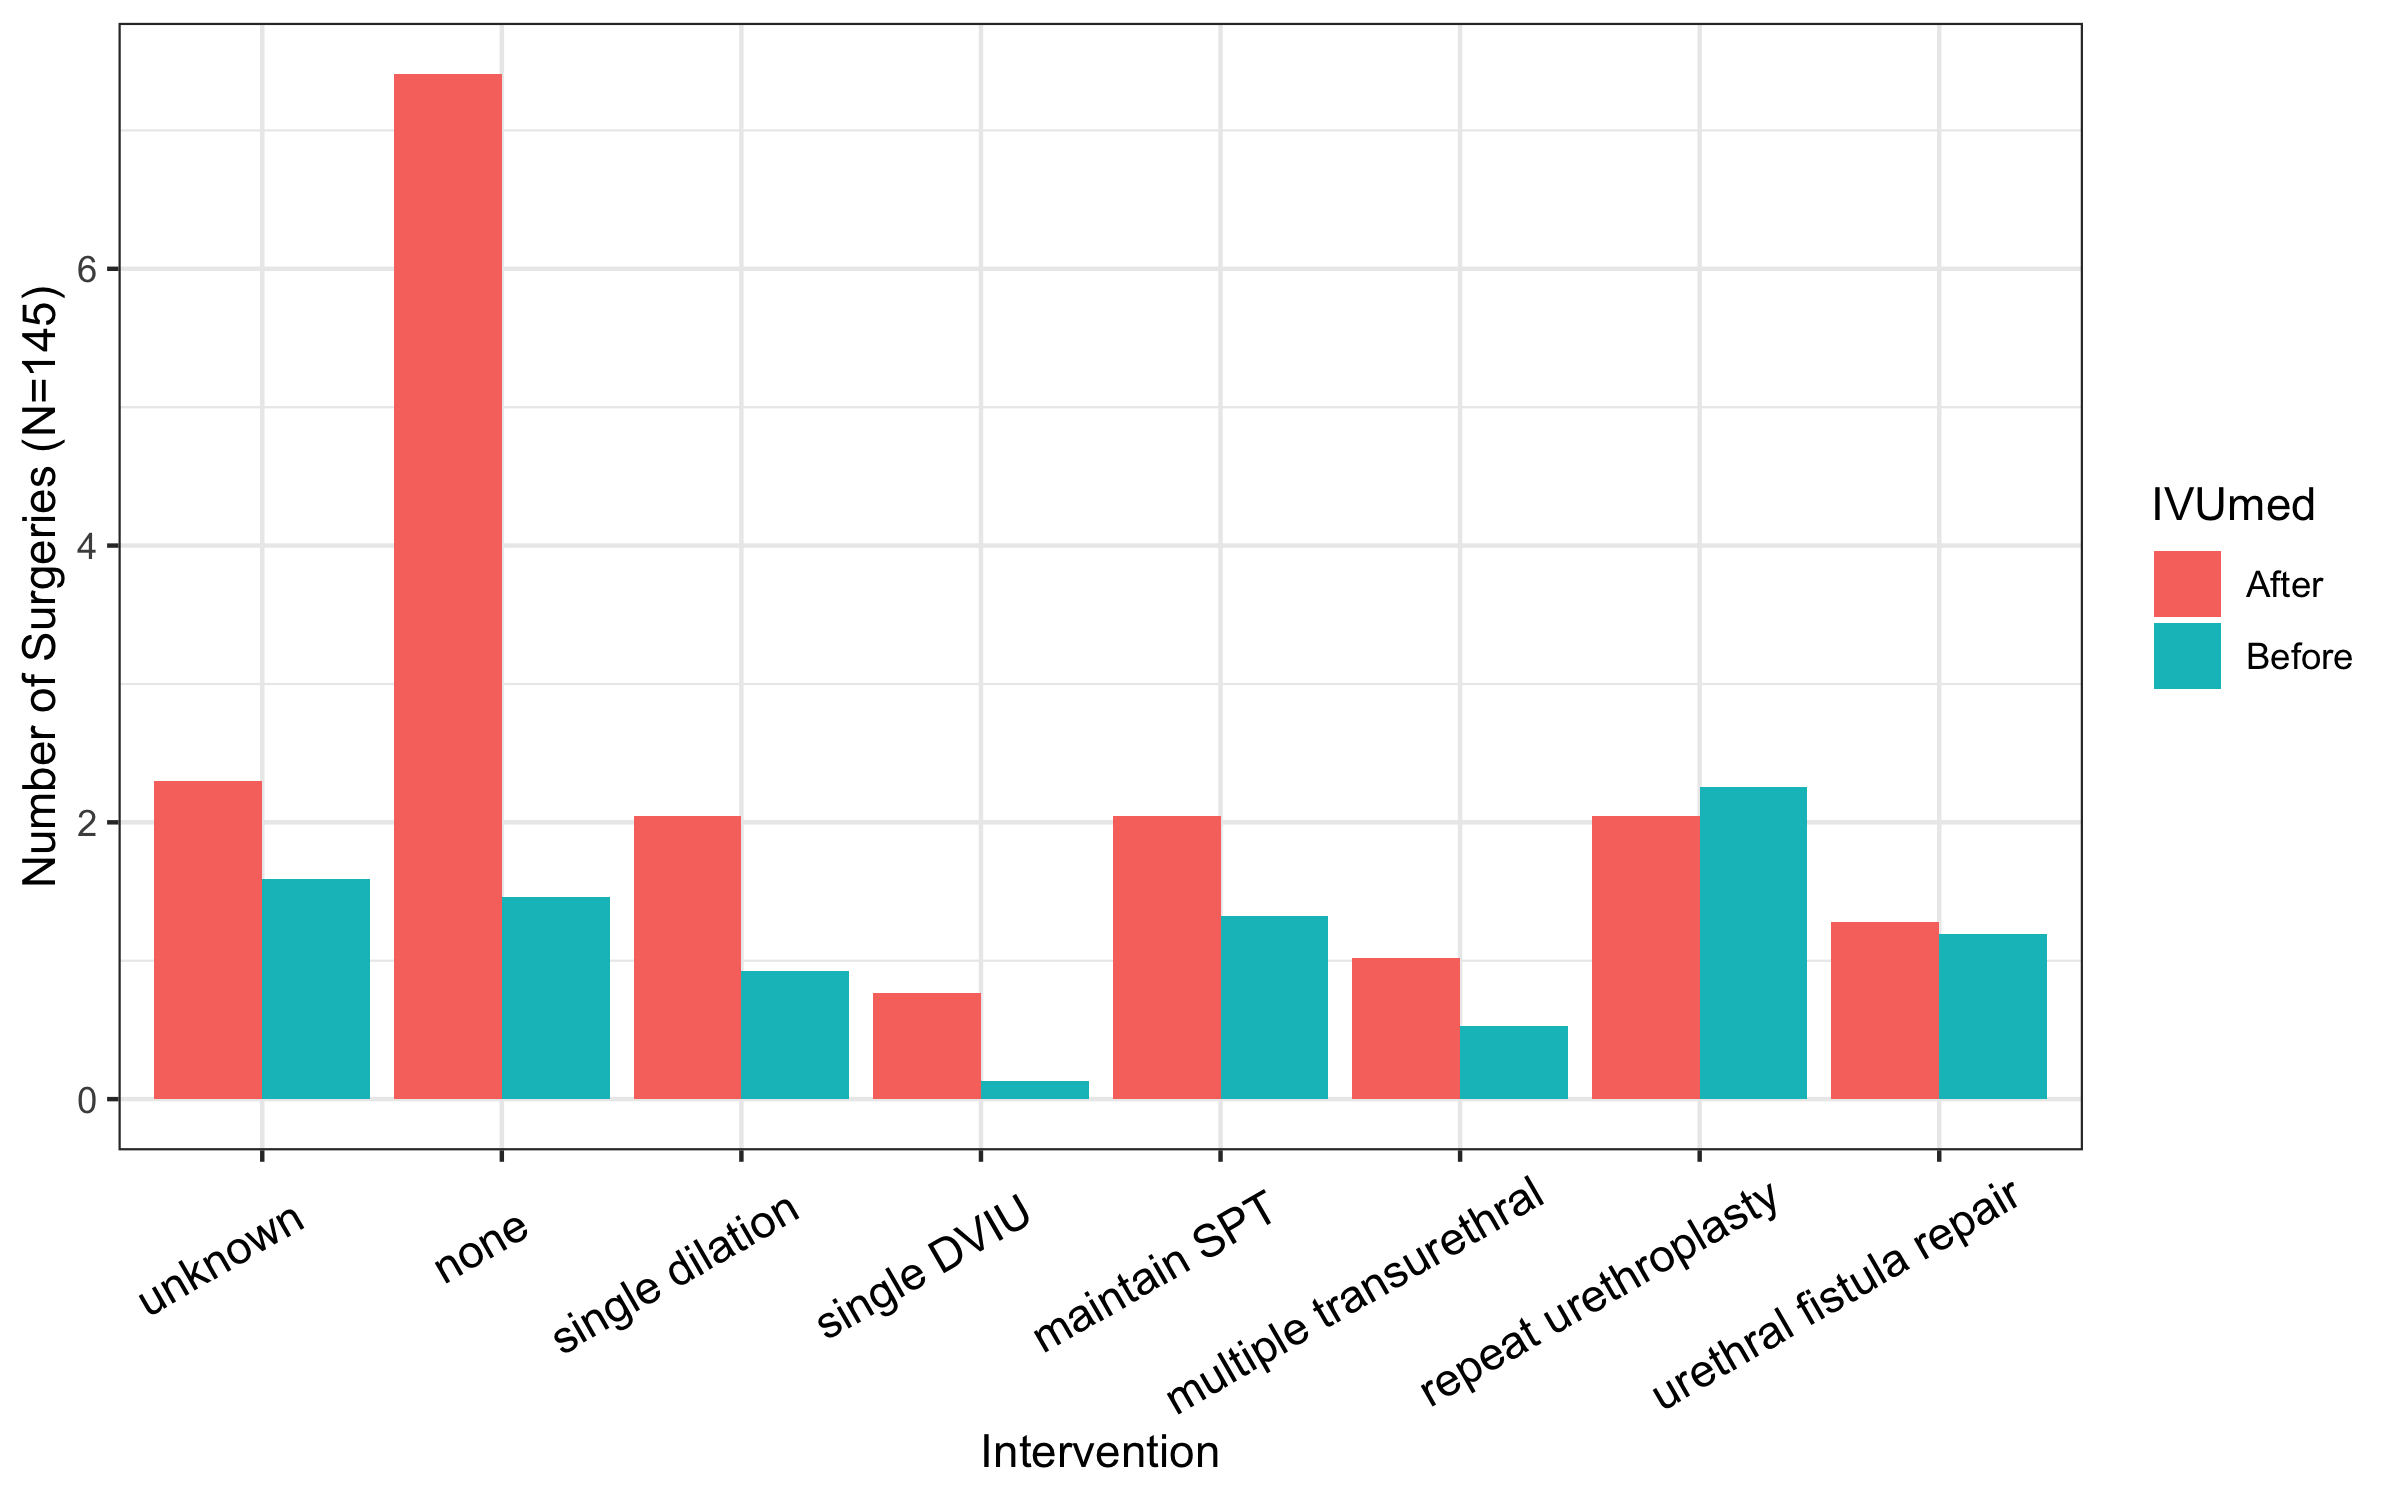 Number of Surgeries (N=145)
6
4
2
0
unknown
none
single dilation
single DVIU
maintain SPT
multiple transurethral
repeat urethroplasty
urethral fistula repair
Intervention
IVUmed
After
Before